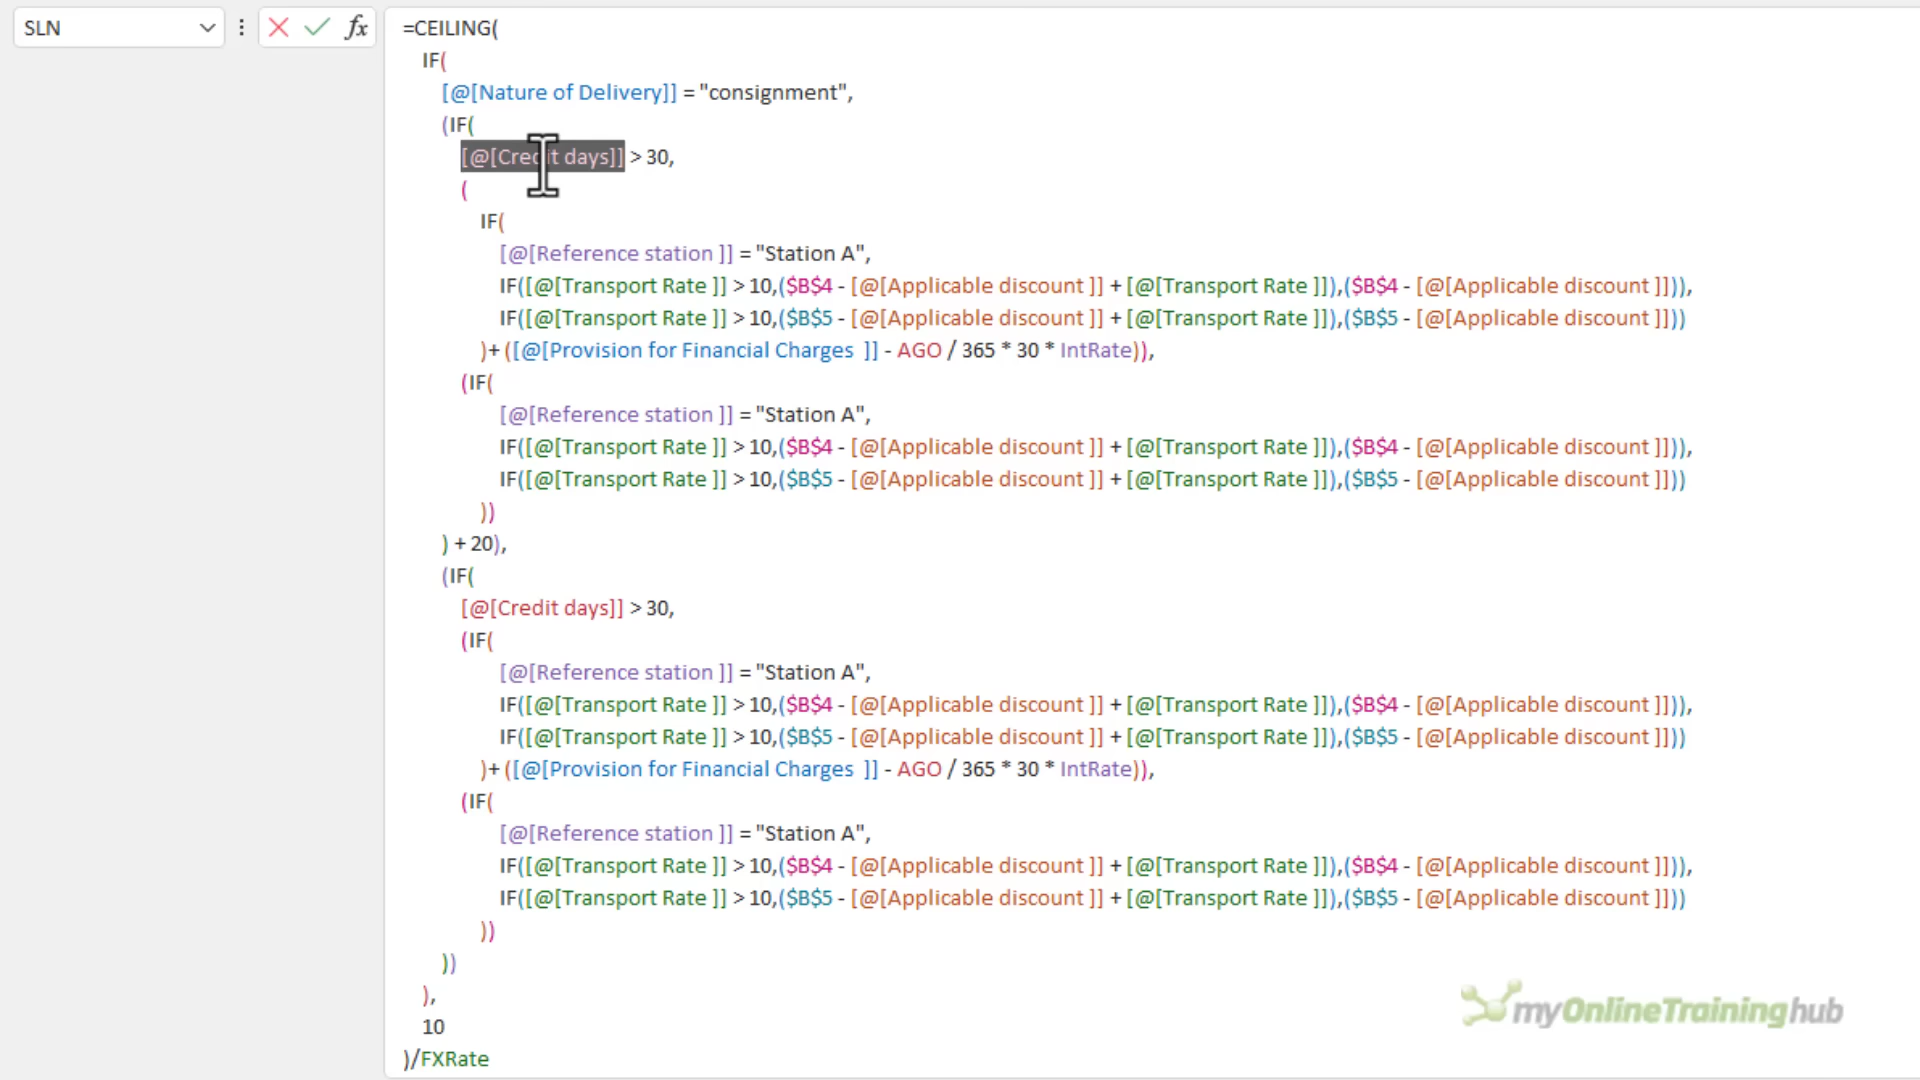 SLN
fx
=CEILING(
IF(
[@[Nature of Delivery]] = "consignment",
(IF(
[@[Credit days]] > 30,
(
IF(
[@[Reference station ]] = "Station A",
IF([@[Transport Rate ]] > 10,($B$4 - [@[Applicable discount ]] + [@[Transport Rate ]]),($B$4 - [@[Applicable discount ]])),
IF([@[Transport Rate ]] > 10,($B$5 - [@[Applicable discount ]] + [@[Transport Rate ]]),($B$5 - [@[Applicable discount ]]))
)+ ([@[Provision for Financial Charges  ]] - AGO / 365 * 30 * IntRate)),
(IF(
[@[Reference station ]] = "Station A",
IF([@[Transport Rate ]] > 10,($B$4 - [@[Applicable discount ]] + [@[Transport Rate ]]),($B$4 - [@[Applicable discount ]])),
IF([@[Transport Rate ]] > 10,($B$5 - [@[Applicable discount ]] + [@[Transport Rate ]]),($B$5 - [@[Applicable discount ]]))
))
) + 20),
(IF(
[@[Credit days]] > 30,
(IF(
[@[Reference station ]] = "Station A",
IF([@[Transport Rate ]] > 10,($B$4 - [@[Applicable discount ]] + [@[Transport Rate ]]),($B$4 - [@[Applicable discount ]])),
IF([@[Transport Rate ]] > 10,($B$5 - [@[Applicable discount ]] + [@[Transport Rate ]]),($B$5 - [@[Applicable discount ]]))
)+ ([@[Provision for Financial Charges  ]] - AGO / 365 * 30 * IntRate)),
(IF(
[@[Reference station ]] = "Station A",
IF([@[Transport Rate ]] > 10,($B$4 - [@[Applicable discount ]] + [@[Transport Rate ]]),($B$4 - [@[Applicable discount ]])),
IF([@[Transport Rate ]] > 10,($B$5 - [@[Applicable discount ]] + [@[Transport Rate ]]),($B$5 - [@[Applicable discount ]]))
))
))
),
10
)/FXRate
myOnlineTraininghub